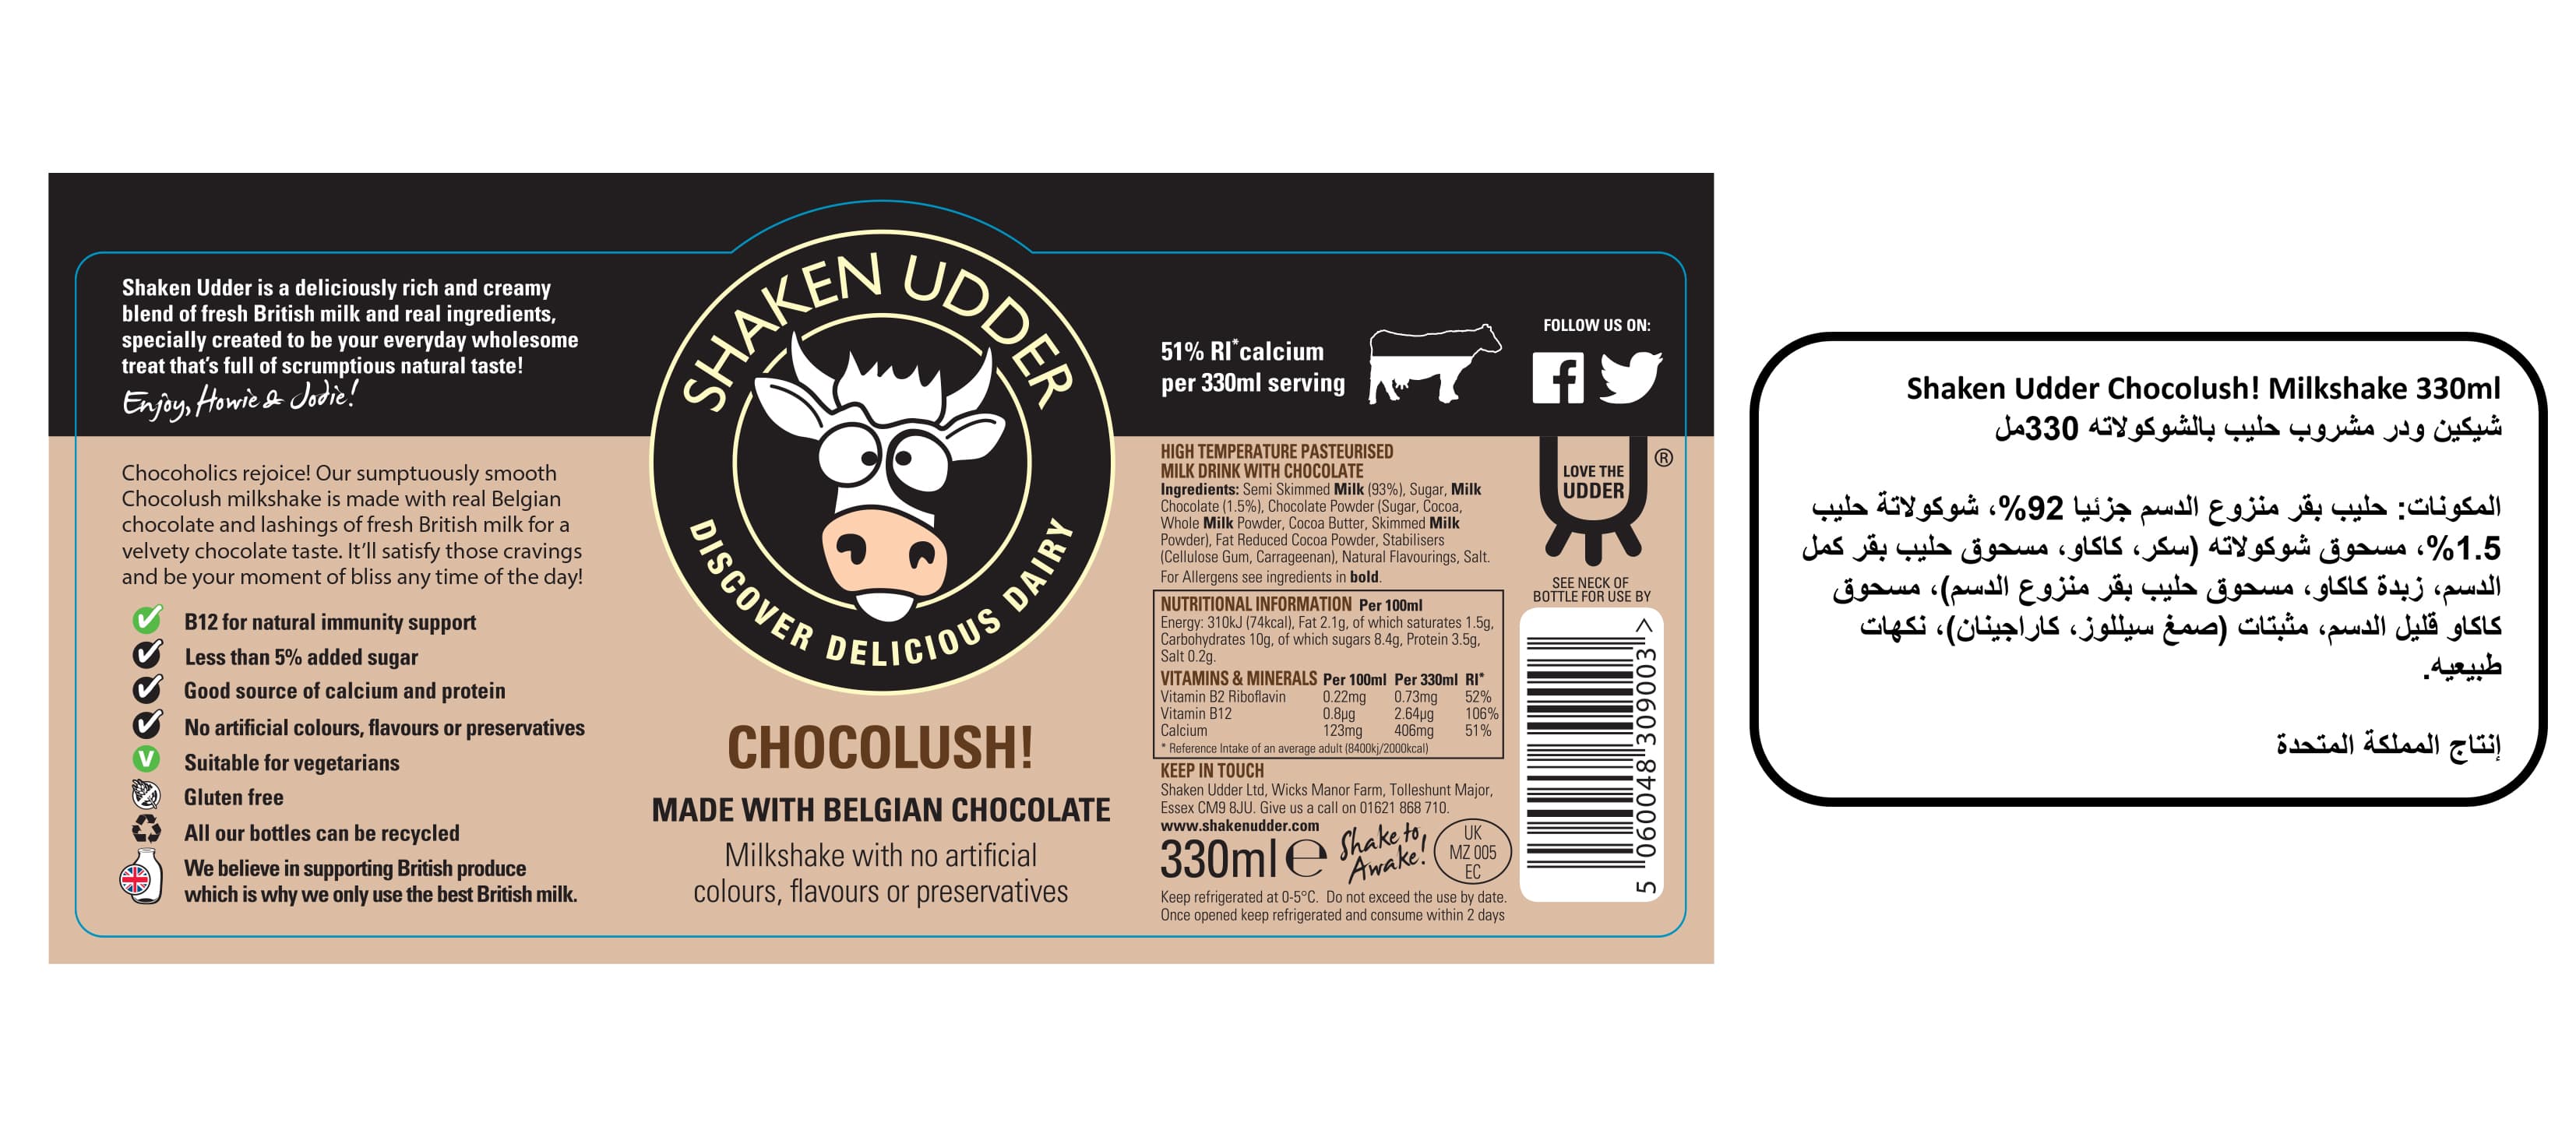 Shaken Udder is a deliciously rich and creamy
blend of fresh British milk and real ingredients,
specially created to be your everyday wholesome
treat that's full of scrumptious natural taste!
Enjoy, Howie & Jodie!
Chocoholics rejoice! Our sumptuously smooth
Chocolush milkshake is made with real Belgian
chocolate and lashings of fresh British milk for a
velvety chocolate taste. It'll satisfy those cravings
and be your moment of bliss any time of the day!
B12 for natural immunity support
Less than 5% added sugar
Good source of calcium and protein
No artificial colours, flavours or preservatives
V
Suitable for vegetarians
Gluten free
All our bottles can be recycled
We believe in supporting British produce
which is why we only use the best British milk.
SHAKEN UDDER
DISCOVER DELICIOUS DAIRY
CHOCOLUSH!
MADE WITH BELGIAN CHOCOLATE
Milkshake with no artificial
colours, flavours or preservatives
51% RI*calcium
per 330ml serving
HIGH TEMPERATURE PASTEURISED
MILK DRINK WITH CHOCOLATE
Ingredients: Semi Skimmed Milk (93%), Sugar, Milk
Chocolate (1.5%), Chocolate Powder (Sugar, Cocoa,
Whole Milk Powder, Cocoa Butter, Skimmed Milk
Powder), Fat Reduced Cocoa Powder, Stabilisers
(Cellulose Gum, Carrageenan), Natural Flavourings, Salt.
For Allergens see ingredients in bold.
NUTRITIONAL INFORMATION Per 100ml
Energy: 310kJ (74kcal), Fat 2.1g, of which saturates 1.5g,
Carbohydrates 10g, of which sugars 8.4g, Protein 3.5g,
Salt 0.2g.
VITAMINS & MINERALS Per 100ml Per 330ml RI*
Vitamin B2 Riboflavin 0.22mg 0.73mg 52%
Vitamin B12 0.8µg 2.64µg 106%
Calcium 123mg 406mg 51%
* Reference Intake of an average adult (8400kj/2000kcal)
KEEP IN TOUCH
Shaken Udder Ltd, Wicks Manor Farm, Tolleshunt Major,
Essex CM9 8JU. Give us a call on 01621 868 710.
www.shakenudder.com
330ml e
Shake to
Awake!
UK
MZ 005
EC
Keep refrigerated at 0-5°C. Do not exceed the use by date.
Once opened keep refrigerated and consume within 2 days
FOLLOW US ON:
LOVE THE
UDDER
®
SEE NECK OF
BOTTLE FOR USE BY
5 060048 309003 >
Shaken Udder Chocolush! Milkshake 330ml
شيكين ودر مشروب حليب بالشوكولاته 330مل
المكونات: حليب بقر منزوع الدسم جزئيا 92%، شوكولاتة حليب
1.5%، مسحوق شوكولاته (سكر، كاكاو، مسحوق حليب بقر كمل
الدسم، زبدة كاكاو، مسحوق حليب بقر منزوع الدسم)، مسحوق
كاكاو قليل الدسم، مثبتات (صمغ سيللوز، كاراجينان)، نكهات
طبيعيه.
إنتاج المملكة المتحدة